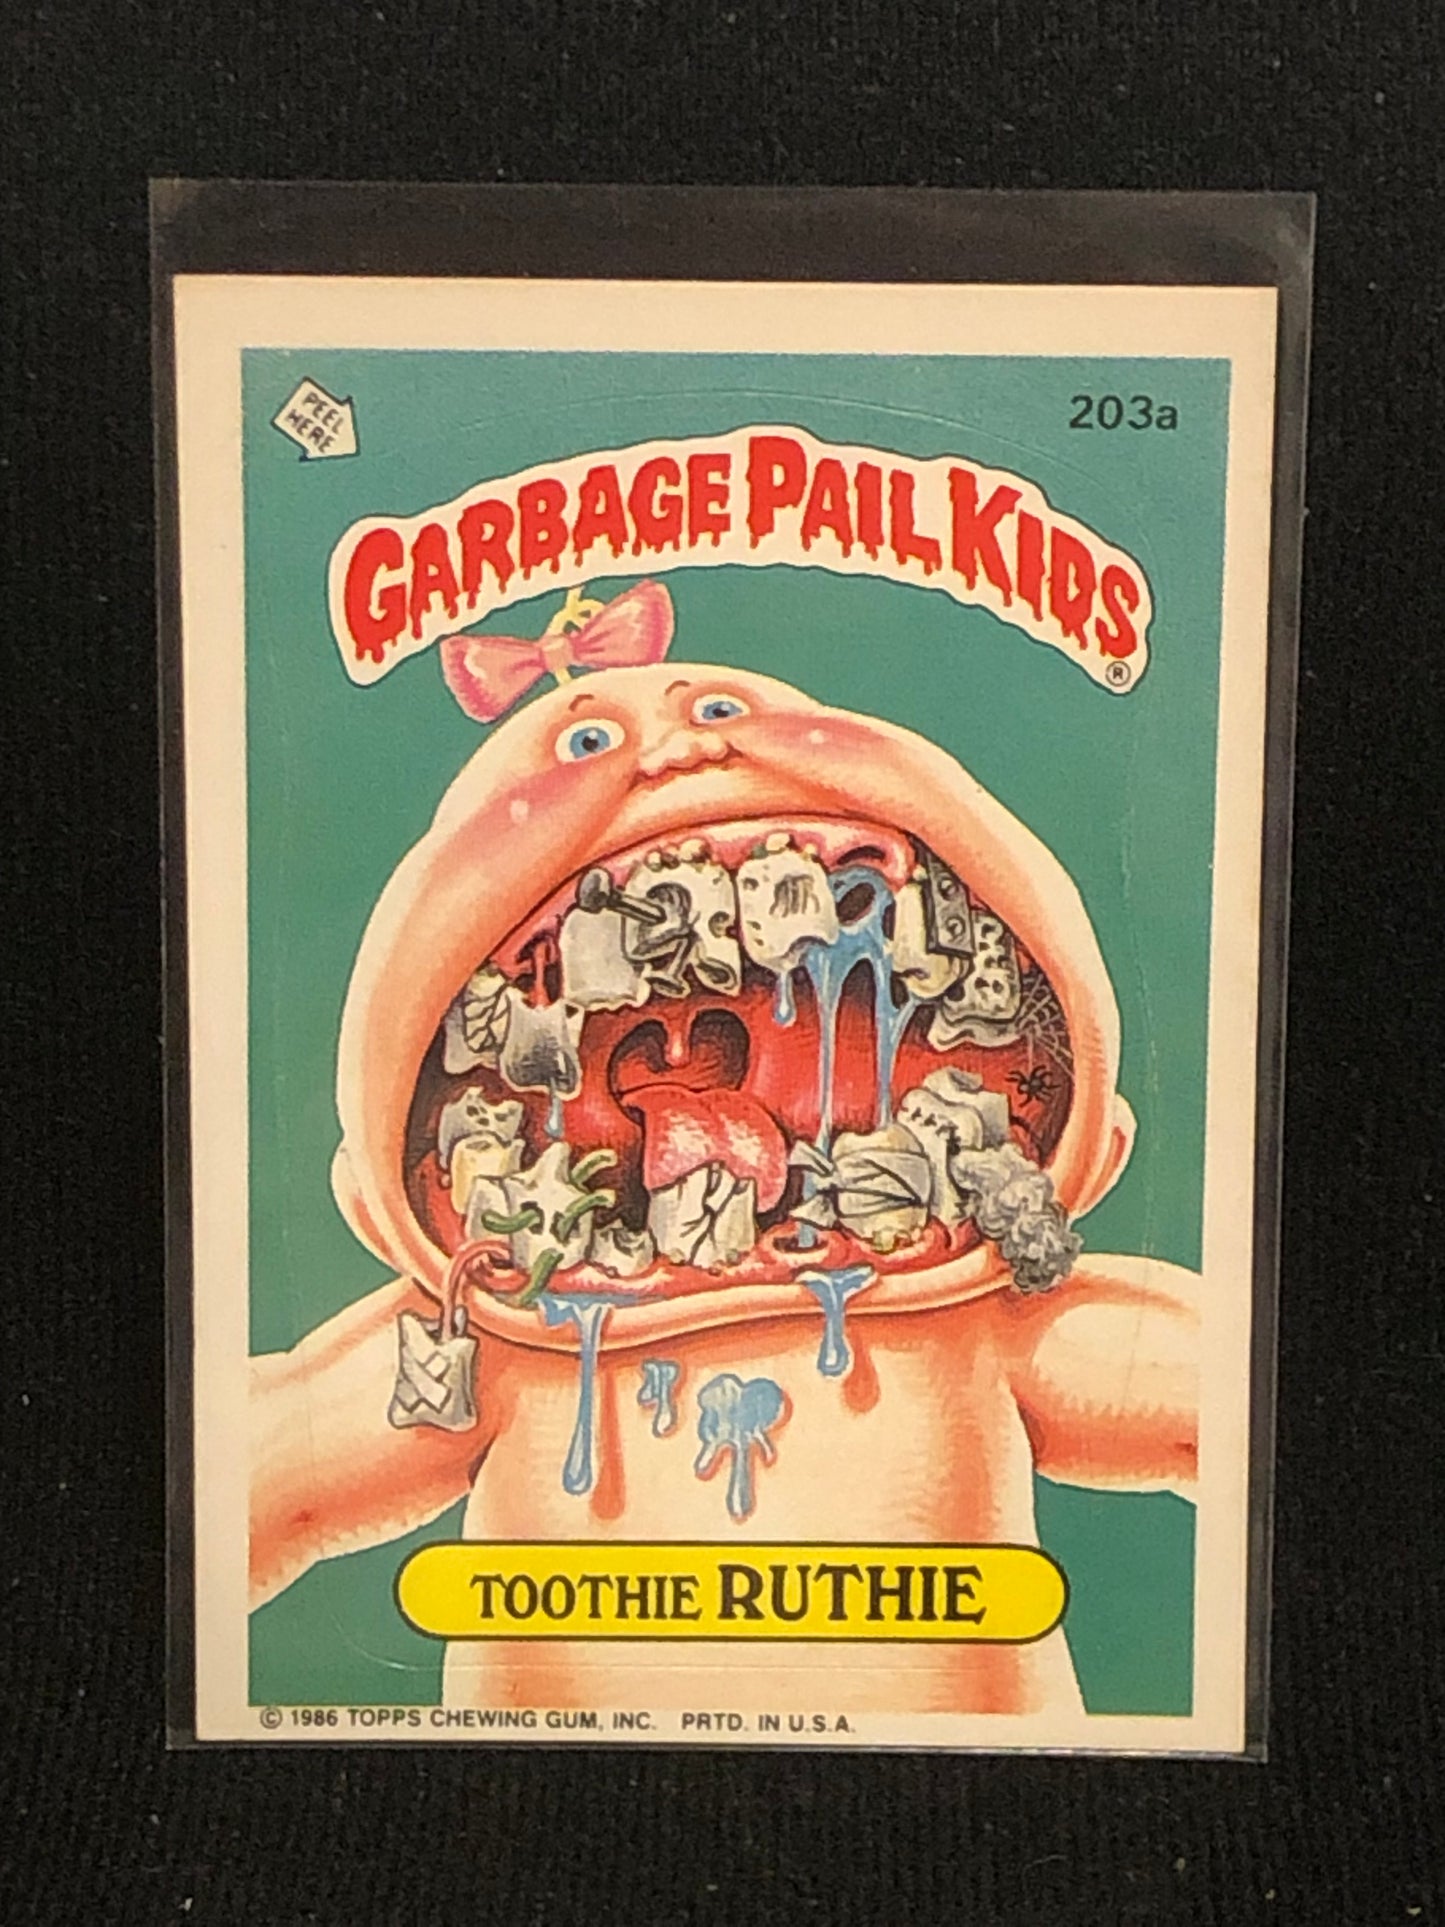 PEEL
HERE
203a
GARBAGE PAIL KIDS
®
TOOTHIE RUTHIE
© 1986 TOPPS CHEWING GUM, INC. PRTD. IN U.S.A.